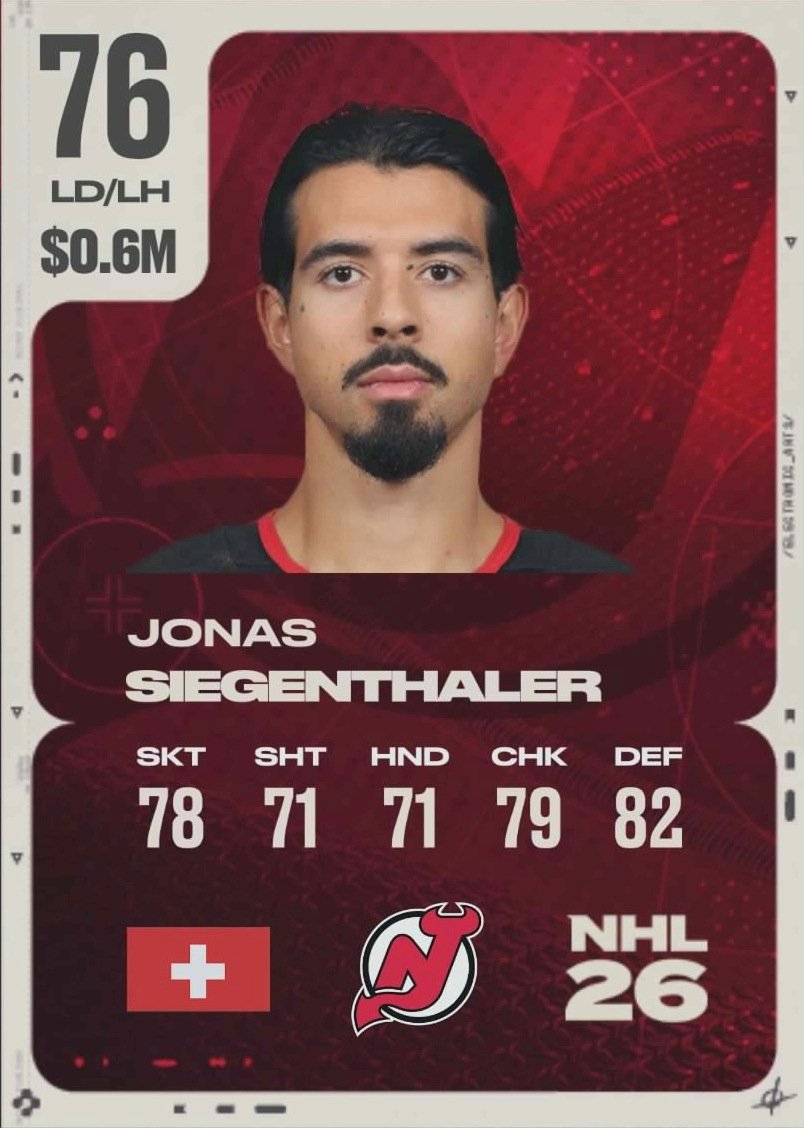 76
LD/LH
$0.6M
JONAS
SIEGENTHALER
SKT SHT HND CHK DEF
78 71 71 79 82
NHL
26